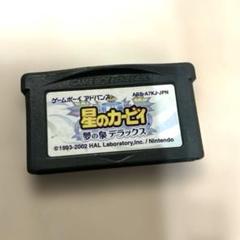 ゲームボーイ アドバンス
AGB-A7KJ-JPN
星のカービィ
夢の泉 デラックス
©1993-2002 HAL Laboratory, Inc. / Nintendo